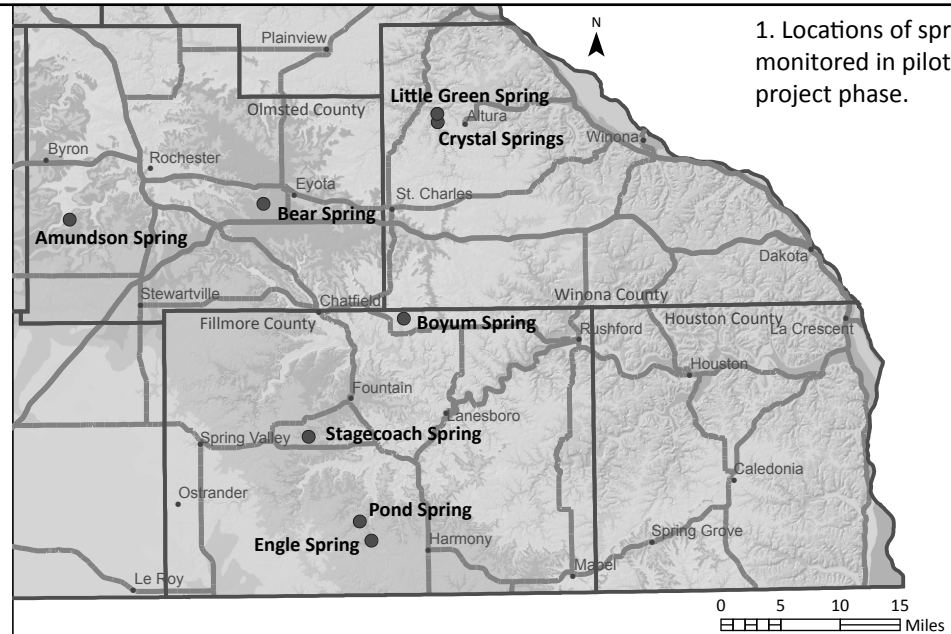 N
1. Locations of spr
monitored in pilot
project phase.
Plainview
Olmsted County
Little Green Spring
Altura
Crystal Springs
Winona
Byron
Rochester
Eyota
St. Charles
Bear Spring
Amundson Spring
Dakota
Stewartville
Chatfield
Winona County
Fillmore County
Boyum Spring
Rushford
Houston County
La Crescent
Houston
Fountain
Lanesboro
Stagecoach Spring
Spring Valley
Caledonia
Ostrander
Pond Spring
Engle Spring
Harmony
Spring Grove
Mabel
Le Roy
0 5 10 15
Miles